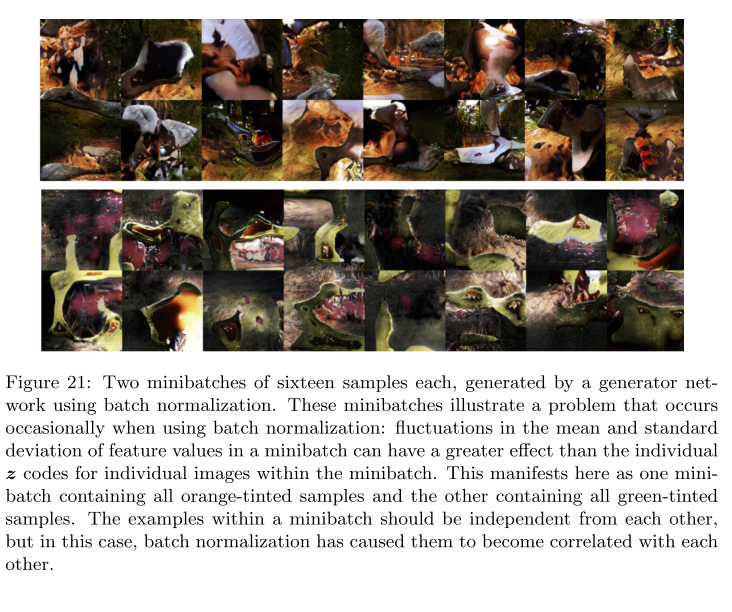 Figure 21: Two minibatches of sixteen samples each, generated by a generator net-
work using batch normalization. These minibatches illustrate a problem that occurs
occasionally when using batch normalization: fluctuations in the mean and standard
deviation of feature values in a minibatch can have a greater effect than the individual
z codes for individual images within the minibatch. This manifests here as one mini-
batch containing all orange-tinted samples and the other containing all green-tinted
samples. The examples within a minibatch should be independent from each other,
but in this case, batch normalization has caused them to become correlated with each
other.